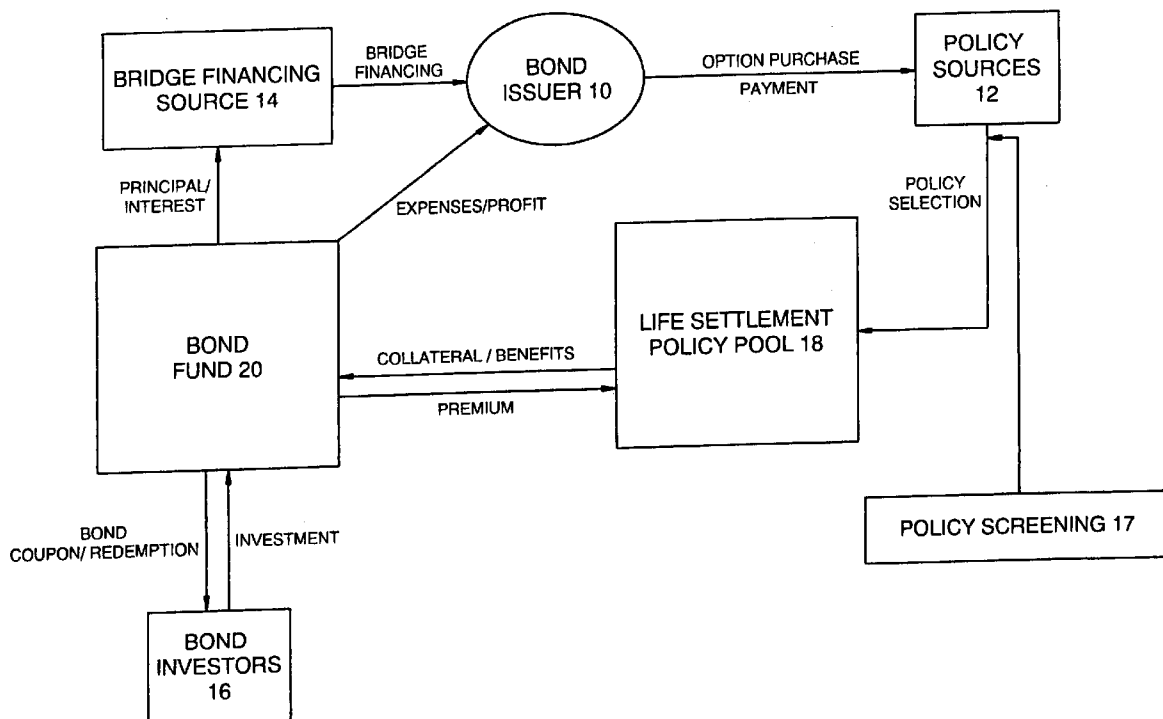 BRIDGE FINANCING
SOURCE 14
BRIDGE
FINANCING
BOND
ISSUER 10
OPTION PURCHASE
PAYMENT
POLICY
SOURCES
12
PRINCIPAL/
INTEREST
EXPENSES/PROFIT
POLICY
SELECTION
BOND
FUND 20
COLLATERAL / BENEFITS
PREMIUM
LIFE SETTLEMENT
POLICY POOL 18
POLICY SCREENING 17
BOND
COUPON/ REDEMPTION
INVESTMENT
BOND
INVESTORS
16